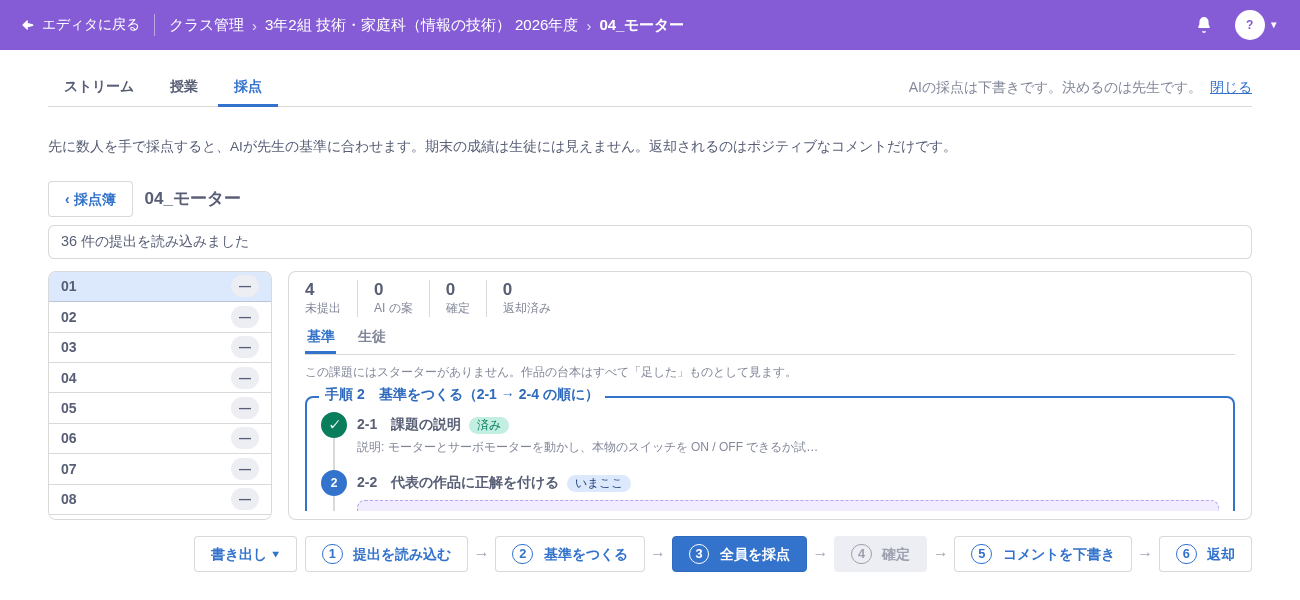 エディタに戻る クラス管理 › 3年2組 技術・家庭科（情報の技術） 2026年度 › 04_モーター ? ▾
ストリーム 授業 採点 AIの採点は下書きです。決めるのは先生です。 閉じる
先に数人を手で採点すると、AIが先生の基準に合わせます。期末の成績は生徒には見えません。返却されるのはポジティブなコメントだけです。
‹ 採点簿 04_モーター
36 件の提出を読み込みました
01 —
02 —
03 —
04 —
05 —
06 —
07 —
08 —
4 0 0 0
未提出 AI の案 確定 返却済み
基準 生徒
この課題にはスターターがありません。作品の台本はすべて「足した」ものとして見ます。
手順 2 基準をつくる（2-1 → 2-4 の順に）
✓ 2-1 課題の説明 済み
説明: モーターとサーボモーターを動かし、本物のスイッチを ON / OFF できるか試…
2 2-2 代表の作品に正解を付ける いまここ
書き出し ▾ 1 提出を読み込む → 2 基準をつくる → 3 全員を採点 → 4 確定 → 5 コメントを下書き → 6 返却